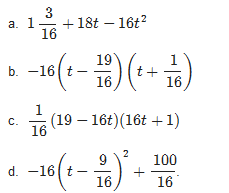 a. 1 3/16 + 18t − 16t²
b. −16(t − 19/16)(t + 1/16)
c. 1/16 (19 − 16t)(16t + 1)
d. −16(t − 9/16)² + 100/16.